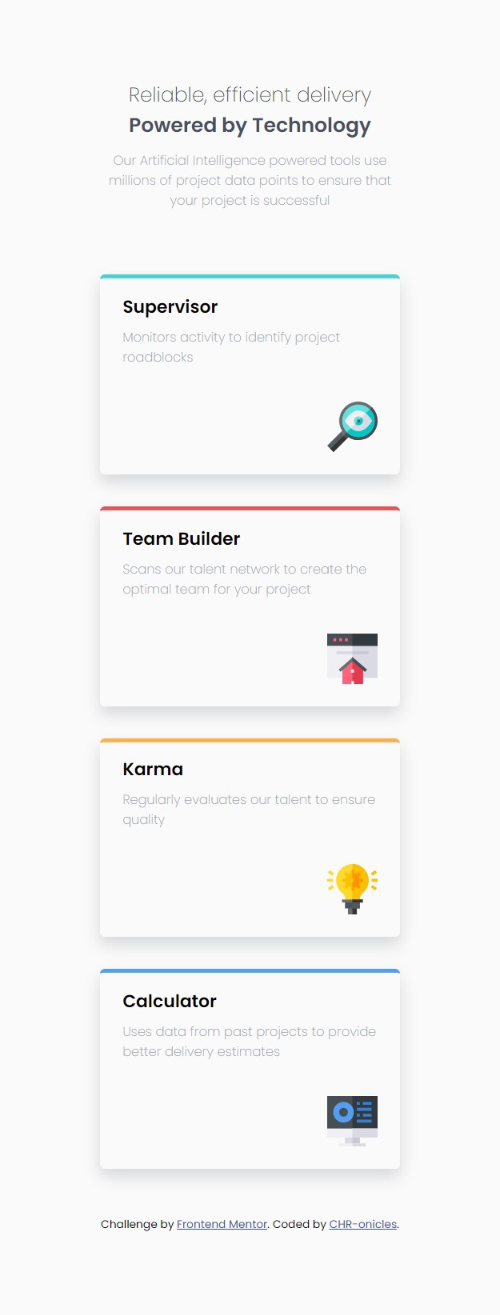 Reliable, efficient delivery
Powered by Technology
Our Artificial Intelligence powered tools use
millions of project data points to ensure that
your project is successful
Supervisor
Monitors activity to identify project
roadblocks
Team Builder
Scans our talent network to create the
optimal team for your project
Karma
Regularly evaluates our talent to ensure
quality
Calculator
Uses data from past projects to provide
better delivery estimates
Challenge by Frontend Mentor. Coded by CHR-onicles.